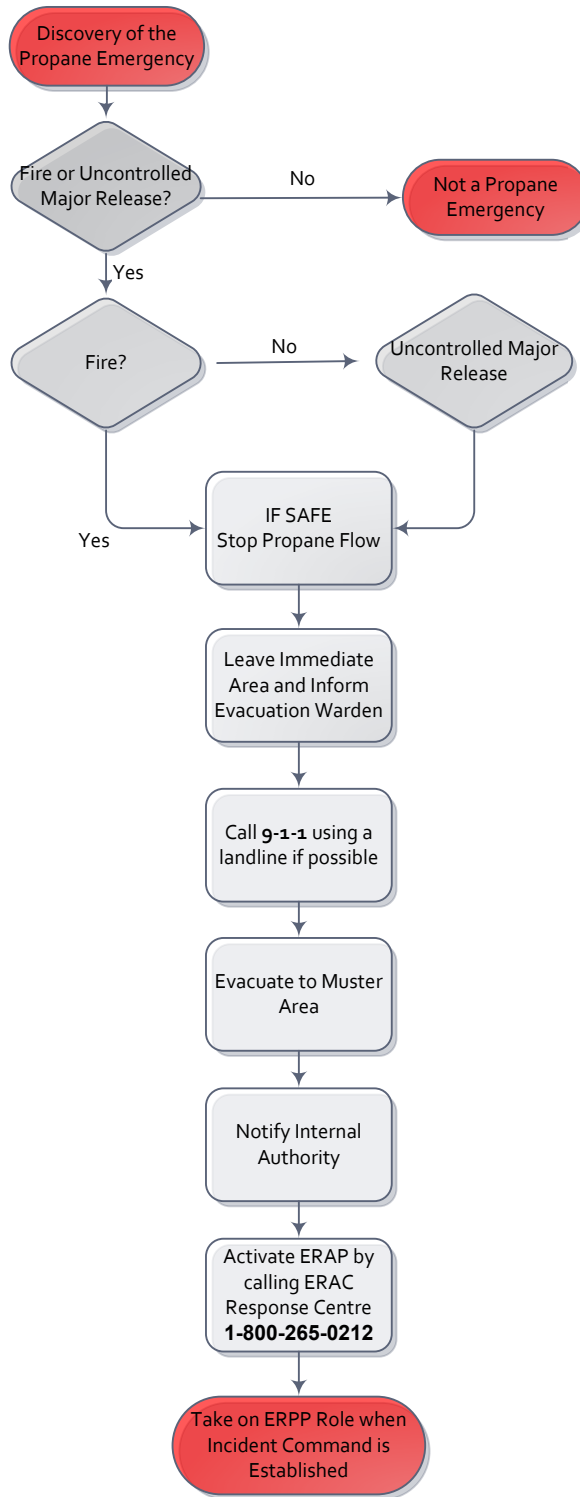 Discovery of the
Propane Emergency
Fire or Uncontrolled
Major Release?
No
Not a Propane
Emergency
Yes
Fire?
No
Uncontrolled Major
Release
Yes
IF SAFE
Stop Propane Flow
Leave Immediate
Area and Inform
Evacuation Warden
Call 9-1-1 using a
landline if possible
Evacuate to Muster
Area
Notify Internal
Authority
Activate ERAP by
calling ERAC
Response Centre
1-800-265-0212
Take on ERPP Role when
Incident Command is
Established